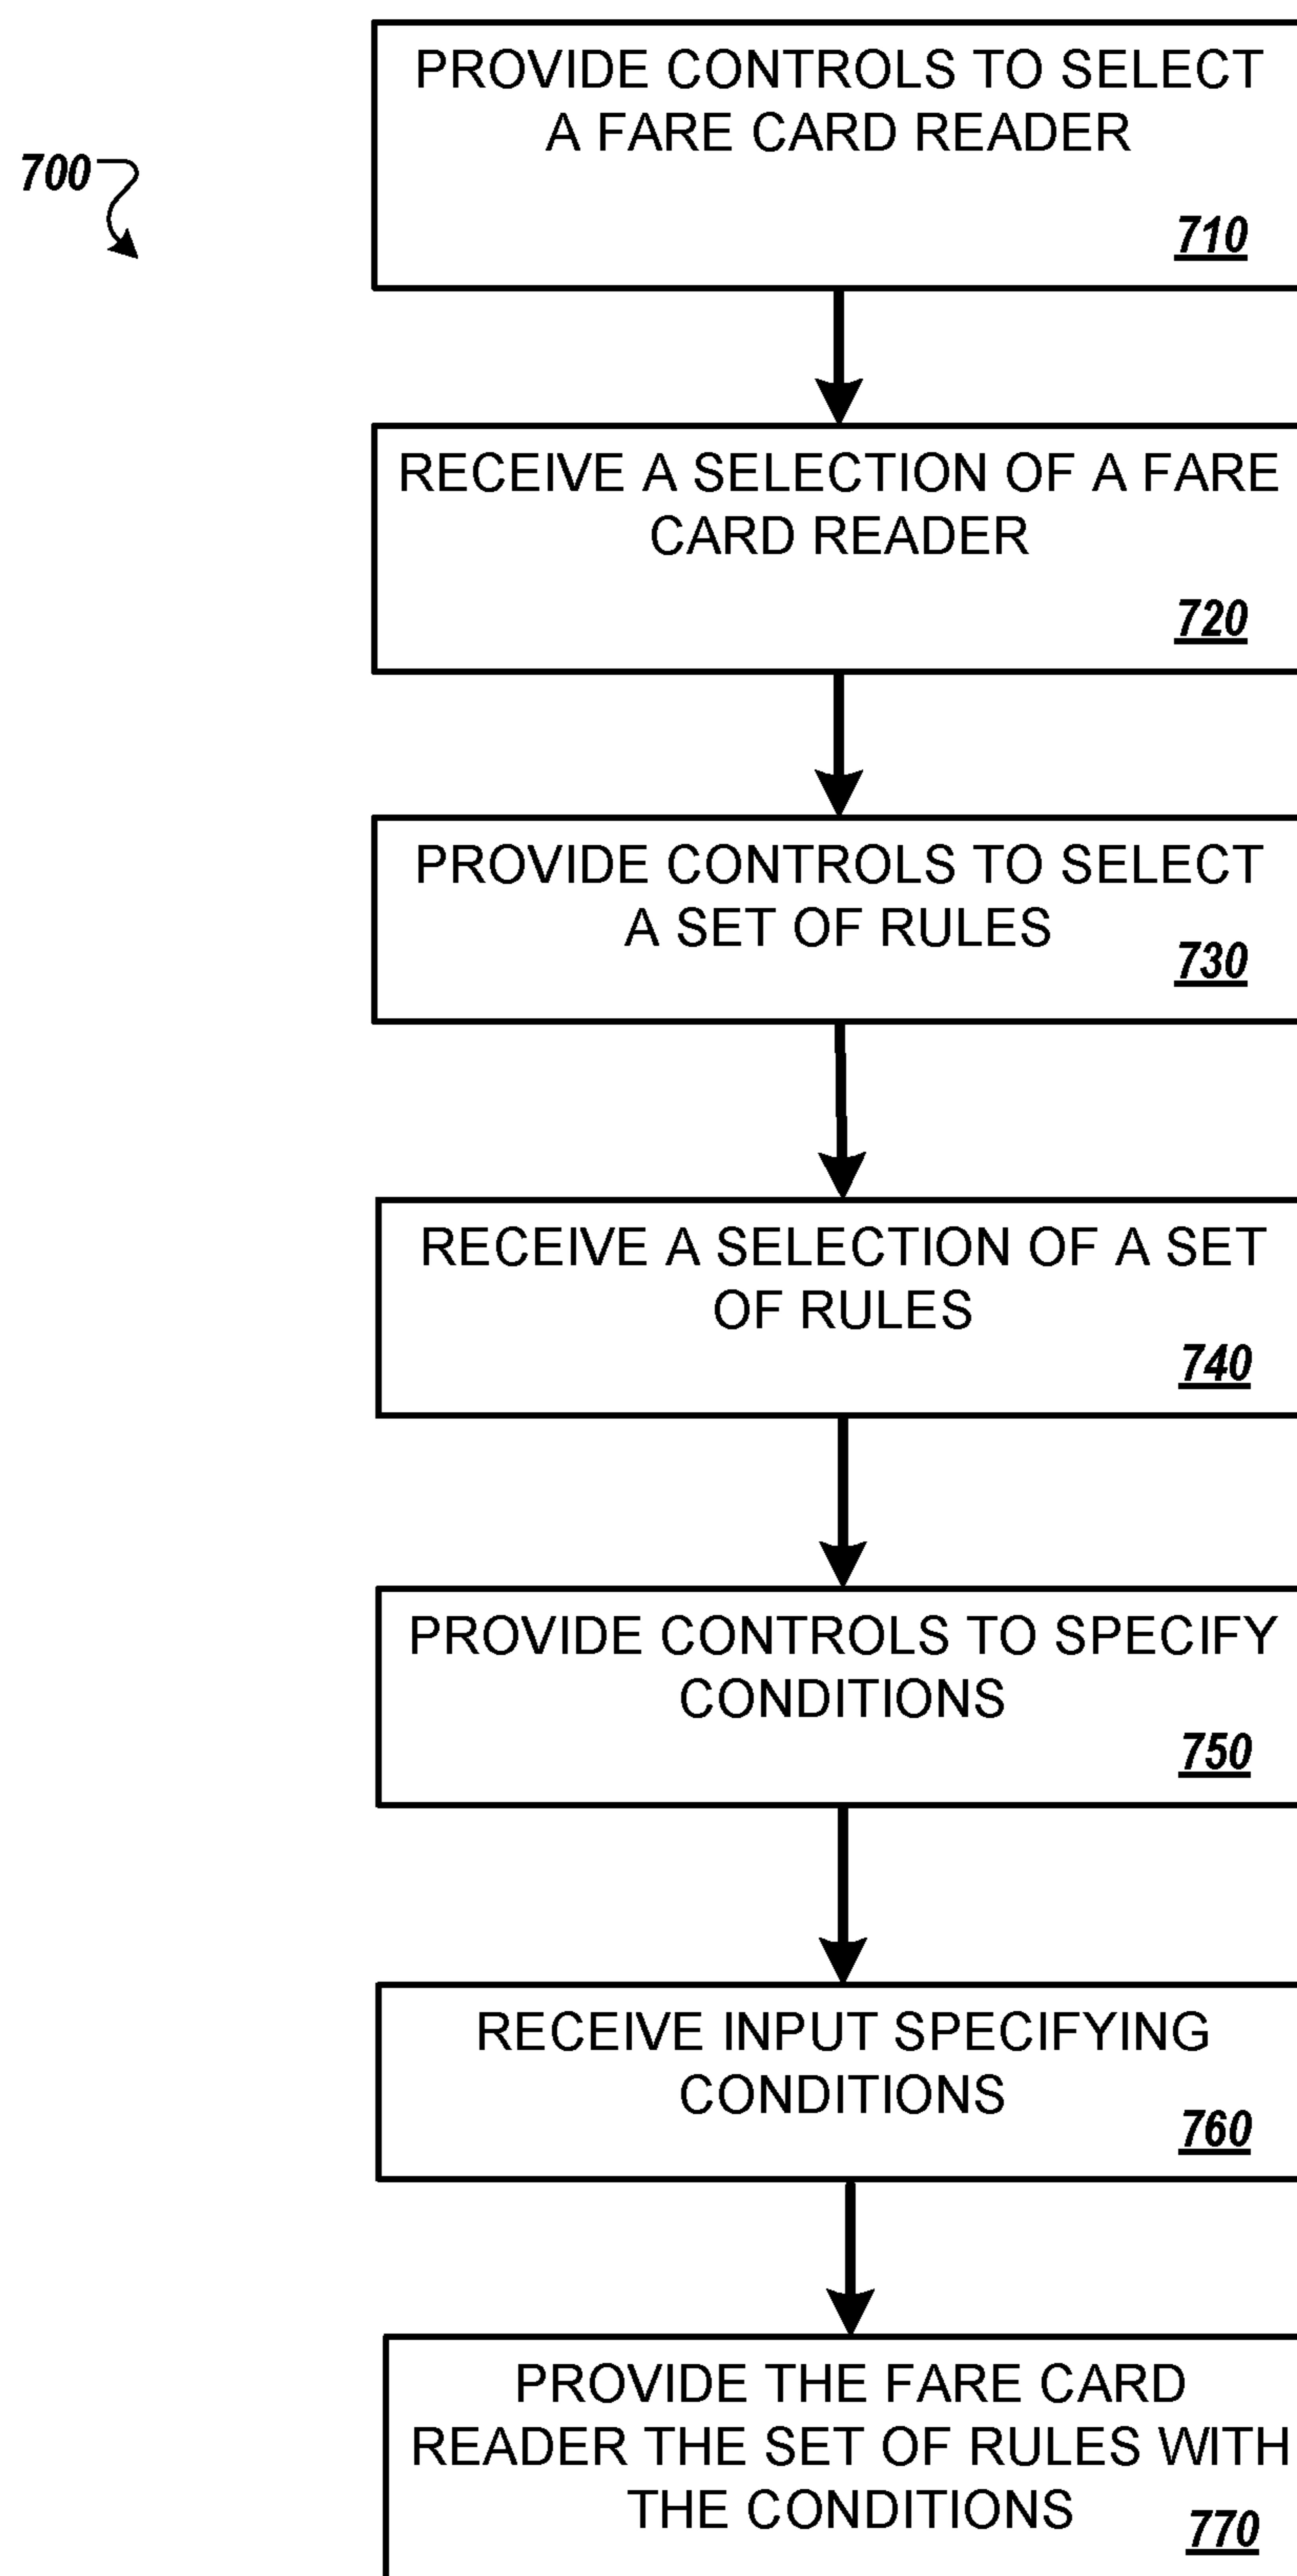 700
PROVIDE CONTROLS TO SELECT
A FARE CARD READER
710
RECEIVE A SELECTION OF A FARE
CARD READER
720
PROVIDE CONTROLS TO SELECT
A SET OF RULES
730
RECEIVE A SELECTION OF A SET
OF RULES
740
PROVIDE CONTROLS TO SPECIFY
CONDITIONS
750
RECEIVE INPUT SPECIFYING
CONDITIONS
760
PROVIDE THE FARE CARD
READER THE SET OF RULES WITH
THE CONDITIONS
770